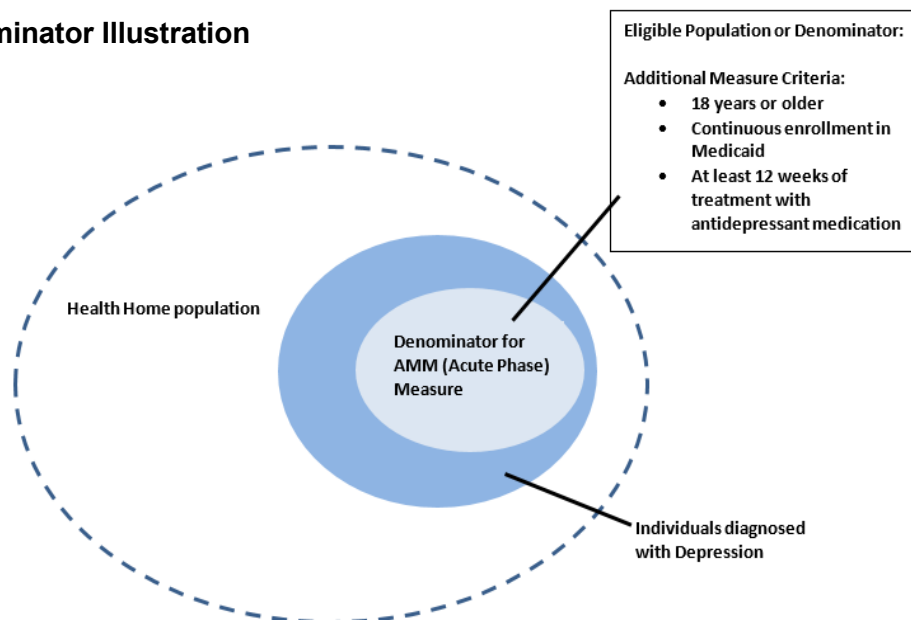 minator Illustration
Eligible Population or Denominator:
Additional Measure Criteria:
• 18 years or older
• Continuous enrollment in
Medicaid
• At least 12 weeks of
treatment with
antidepressant medication
Health Home population
Denominator for
AMM (Acute Phase)
Measure
Individuals diagnosed
with Depression